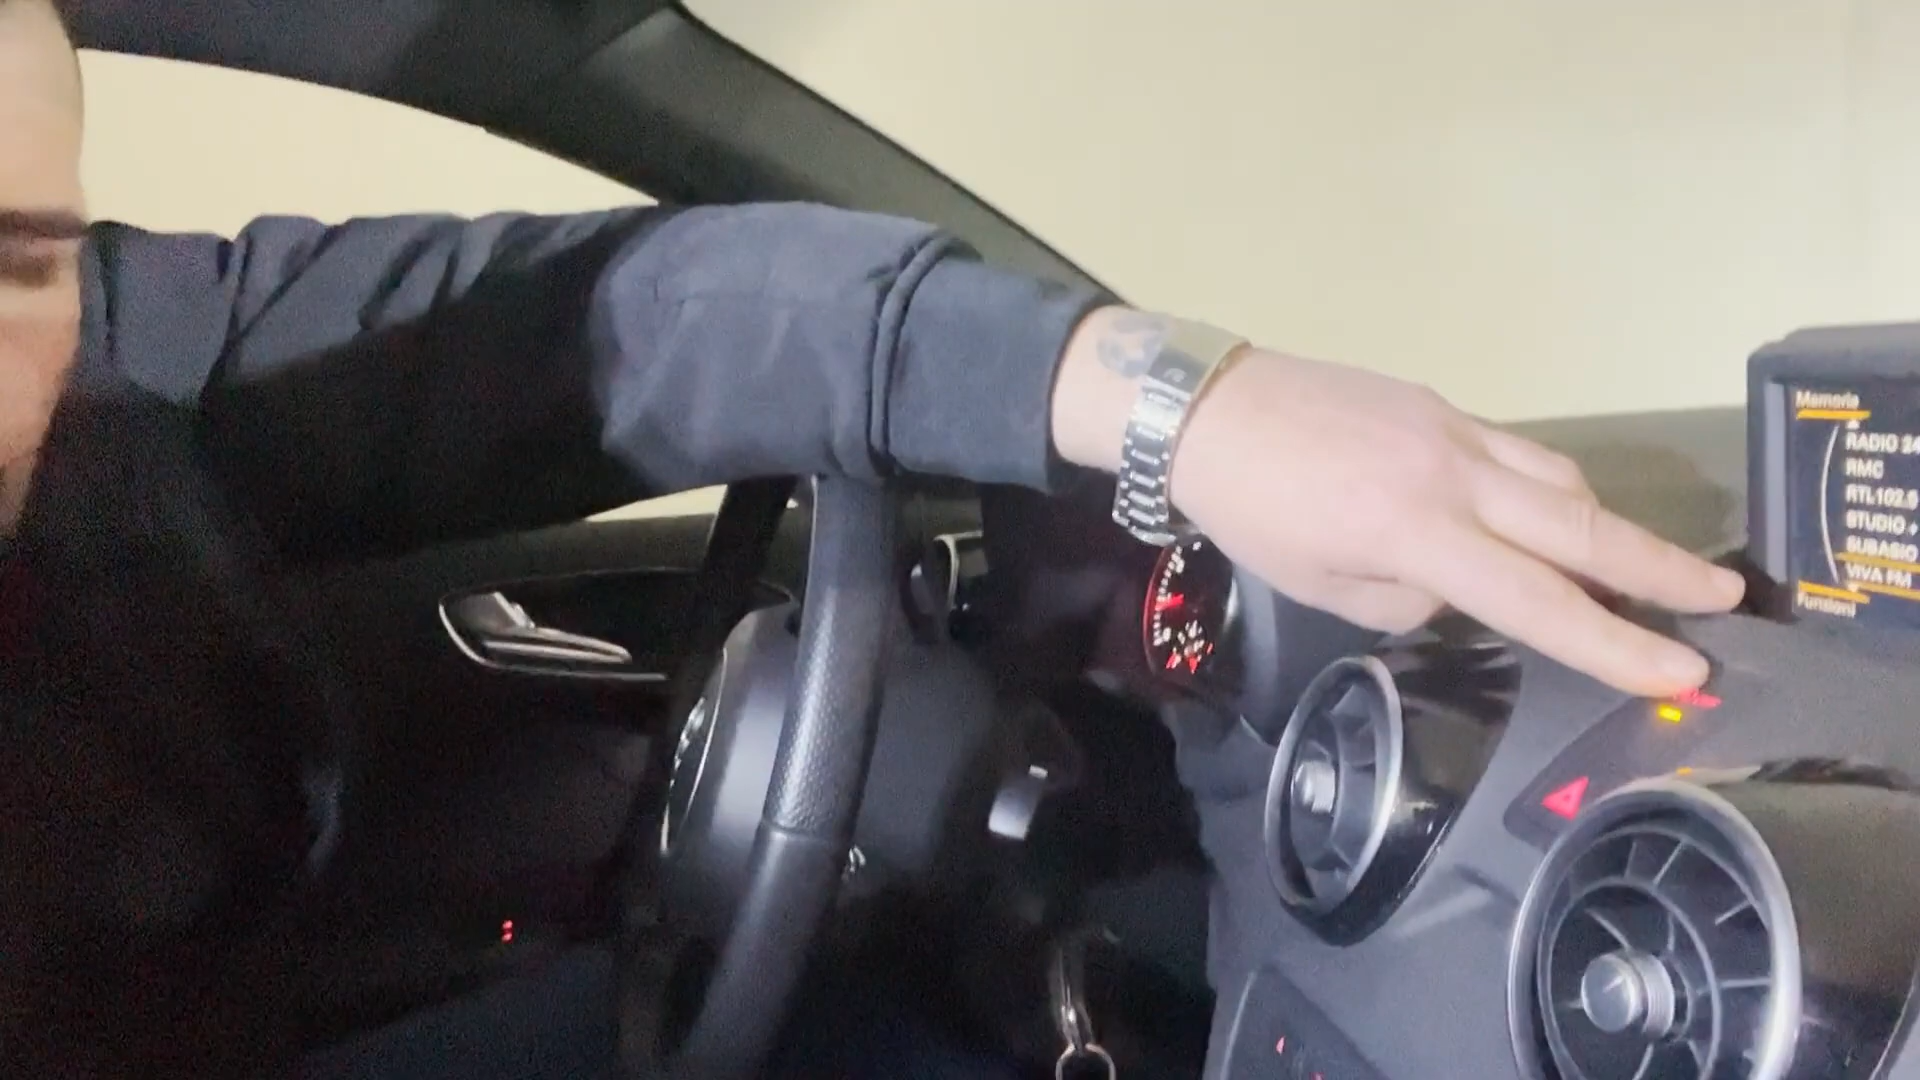 Memoria
RADIO 24
RMC
RTL102.5
STUDIO +
SUBASIO
VIVA FM
Funzioni